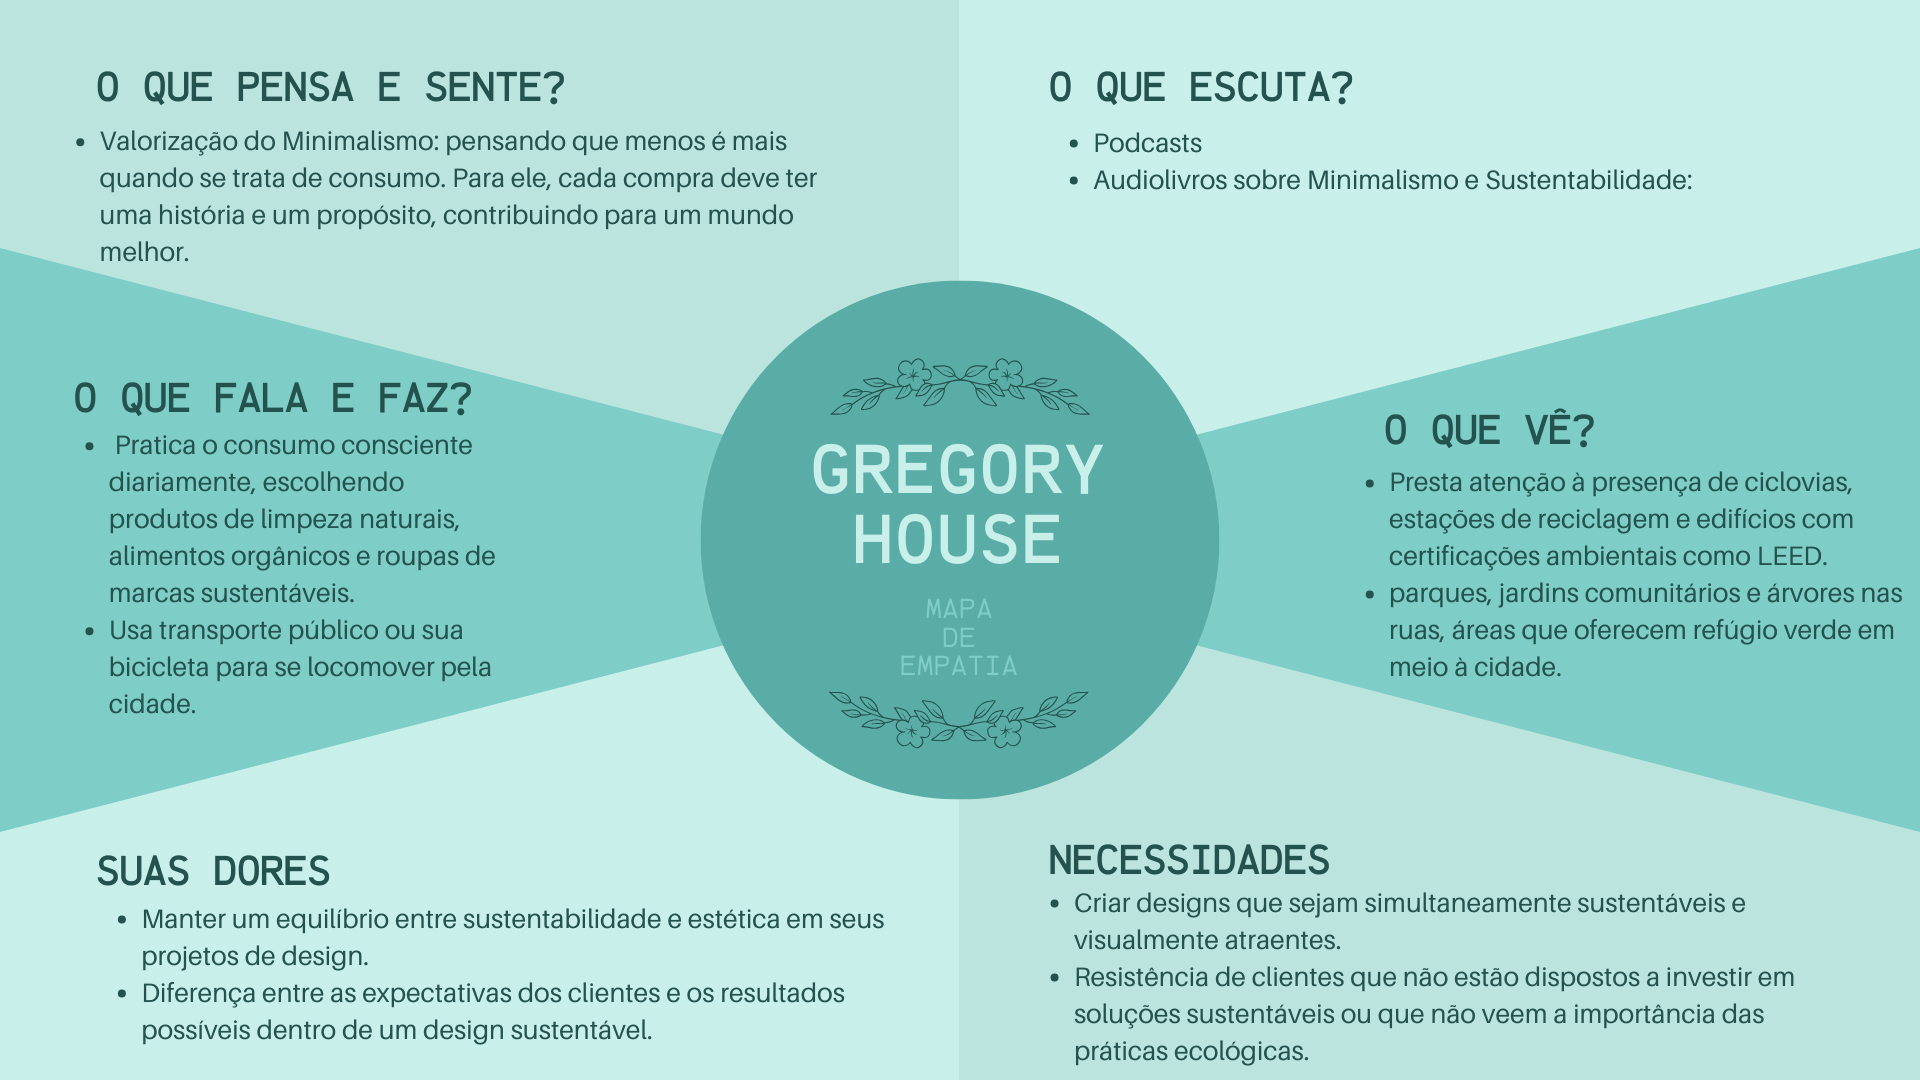 O QUE PENSA E SENTE?
• Valorização do Minimalismo: pensando que menos é mais
quando se trata de consumo. Para ele, cada compra deve ter
uma história e um propósito, contribuindo para um mundo
melhor.
O QUE ESCUTA?
• Podcasts
• Audiolivros sobre Minimalismo e Sustentabilidade:
O QUE FALA E FAZ?
• Pratica o consumo consciente
diariamente, escolhendo
produtos de limpeza naturais,
alimentos orgânicos e roupas de
marcas sustentáveis.
• Usa transporte público ou sua
bicicleta para se locomover pela
cidade.
GREGORY
HOUSE
MAPA
DE
EMPATIA
O QUE VÊ?
• Presta atenção à presença de ciclovias,
estações de reciclagem e edifícios com
certificações ambientais como LEED.
• parques, jardins comunitários e árvores nas
ruas, áreas que oferecem refúgio verde em
meio à cidade.
SUAS DORES
• Manter um equilíbrio entre sustentabilidade e estética em seus
projetos de design.
• Diferença entre as expectativas dos clientes e os resultados
possíveis dentro de um design sustentável.
NECESSIDADES
• Criar designs que sejam simultaneamente sustentáveis e
visualmente atraentes.
• Resistência de clientes que não estão dispostos a investir em
soluções sustentáveis ou que não veem a importância das
práticas ecológicas.